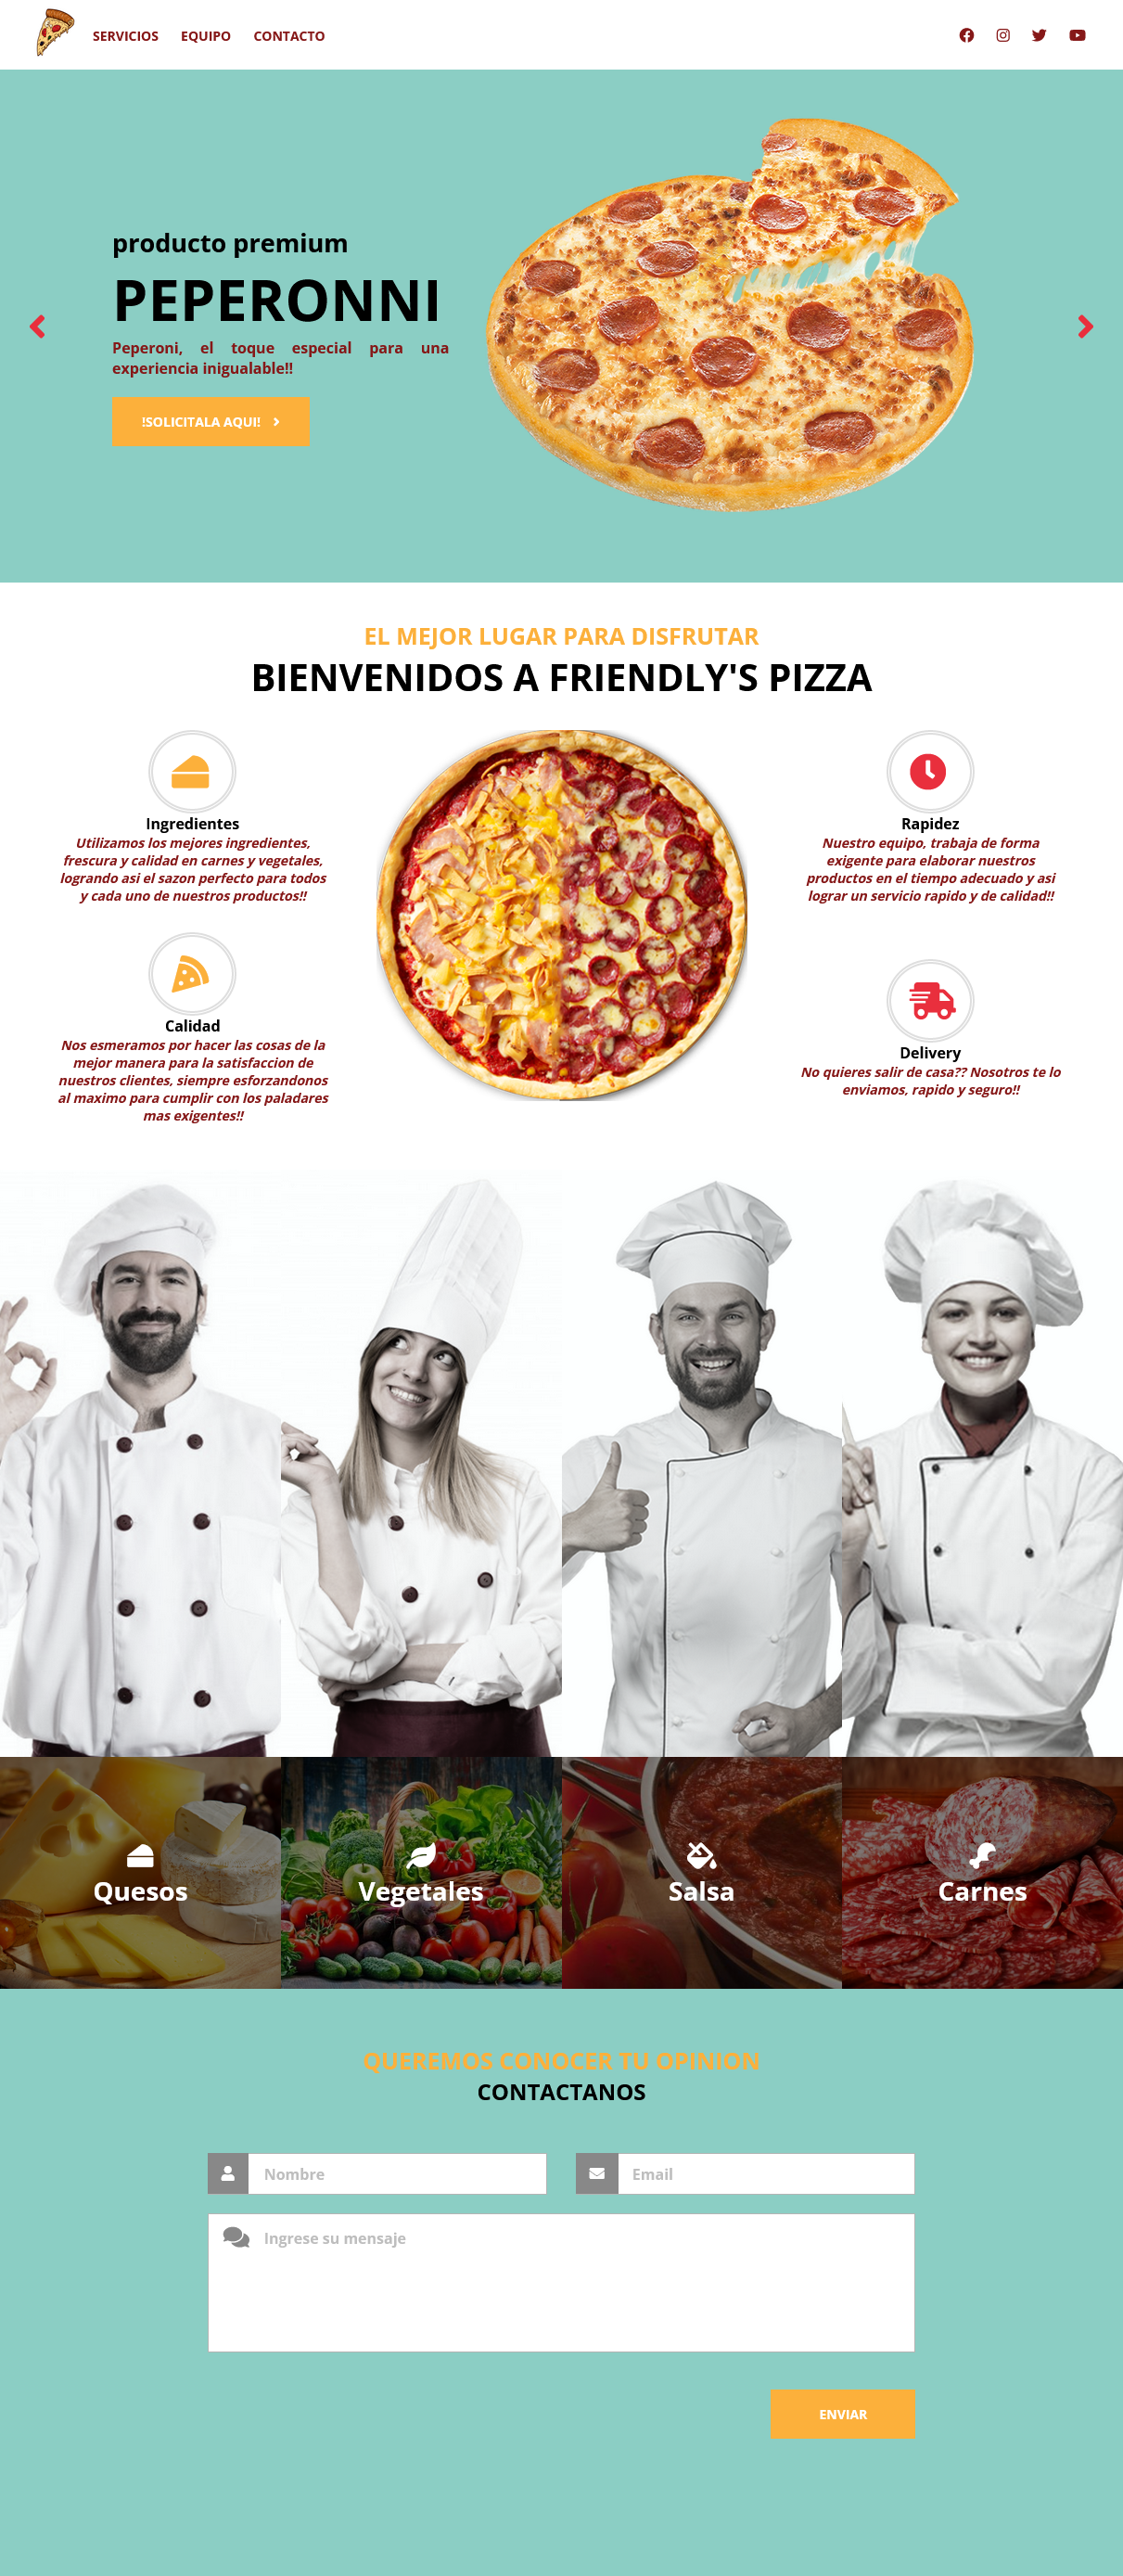 SERVICIOS EQUIPO CONTACTO
producto premium
PEPERONNI
Peperoni, el toque especial para una
experiencia inigualable!!
!SOLICITALA AQUI!
EL MEJOR LUGAR PARA DISFRUTAR
BIENVENIDOS A FRIENDLY'S PIZZA
Ingredientes
Utilizamos los mejores ingredientes,
frescura y calidad en carnes y vegetales,
logrando asi el sazon perfecto para todos
y cada uno de nuestros productos!!
Calidad
Nos esmeramos por hacer las cosas de la
mejor manera para la satisfaccion de
nuestros clientes, siempre esforzandonos
al maximo para cumplir con los paladares
mas exigentes!!
Rapidez
Nuestro equipo, trabaja de forma
exigente para elaborar nuestros
productos en el tiempo adecuado y asi
lograr un servicio rapido y de calidad!!
Delivery
No quieres salir de casa?? Nosotros te lo
enviamos, rapido y seguro!!
Quesos
Vegetales
Salsa
Carnes
QUEREMOS CONOCER TU OPINION
CONTACTANOS
Nombre
Email
Ingrese su mensaje
ENVIAR